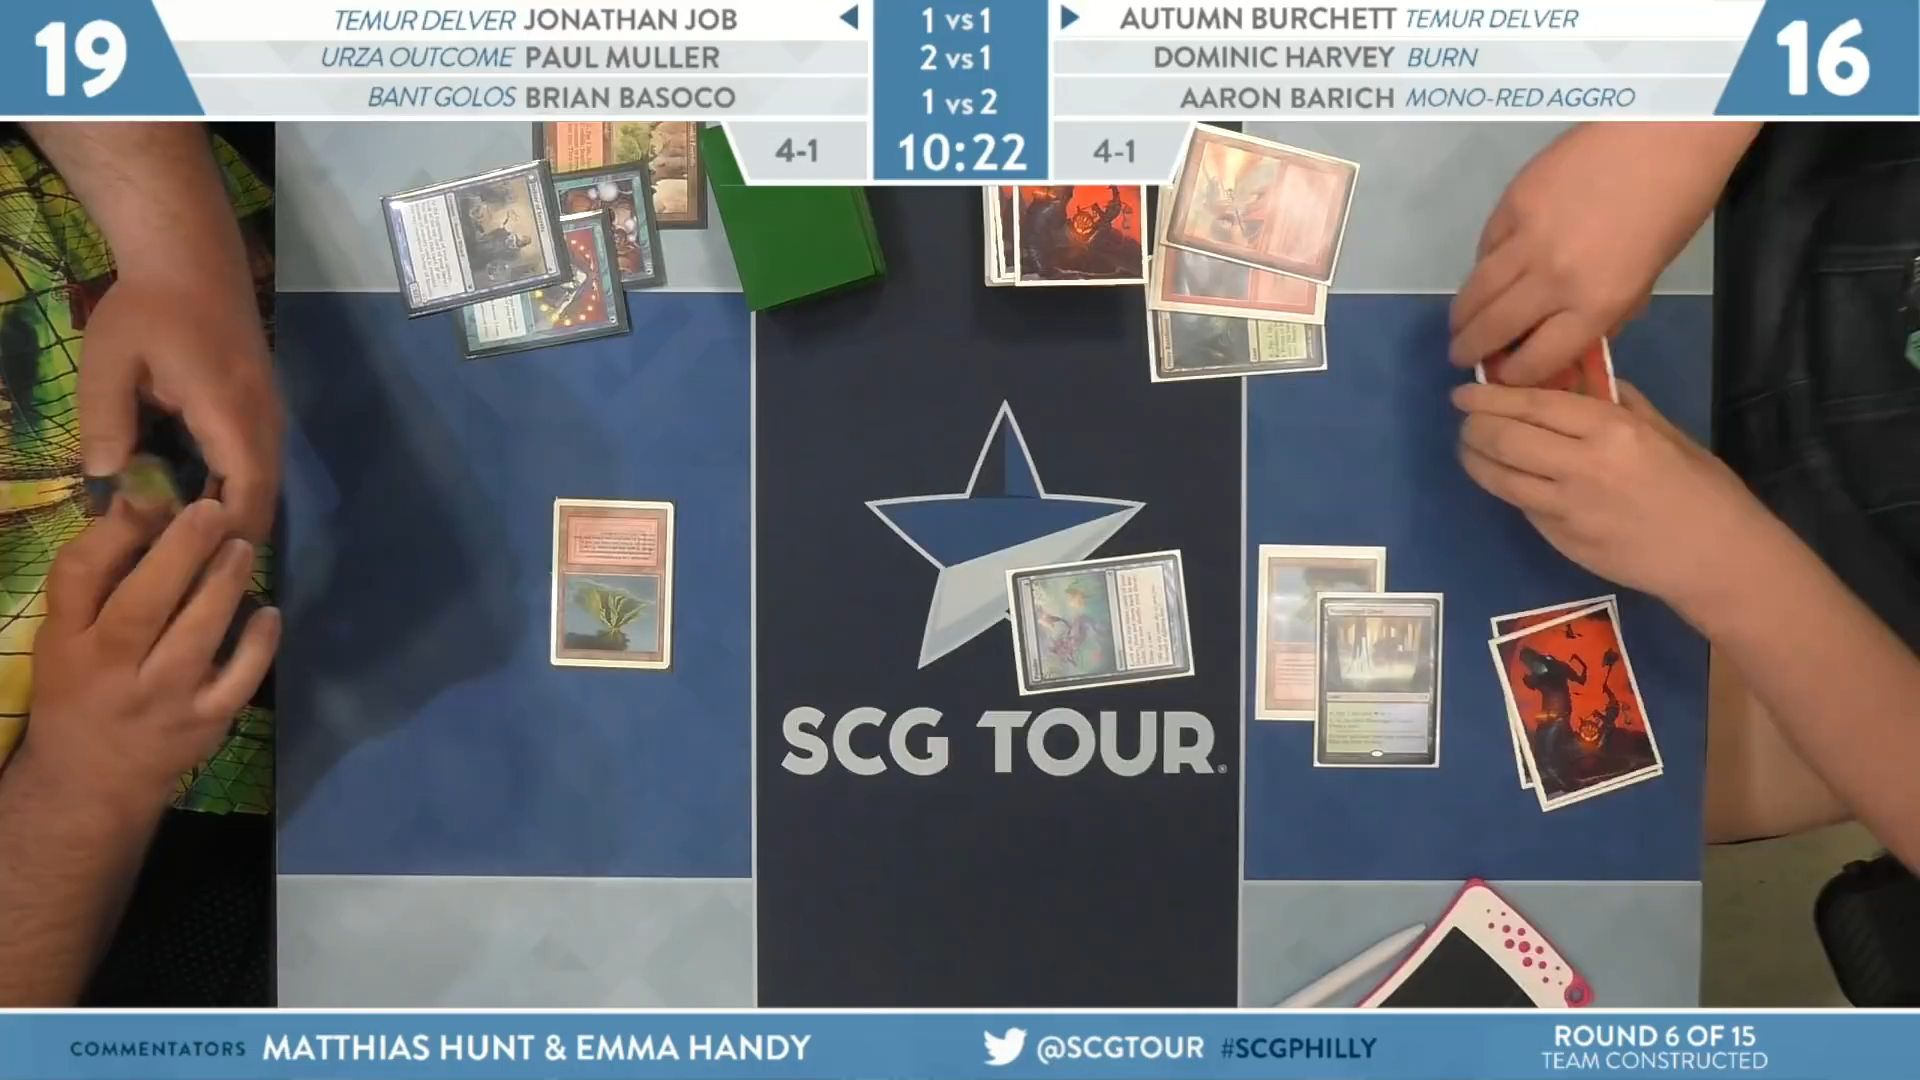 19
TEMUR DELVER JONATHAN JOB
URZA OUTCOME PAUL MULLER
BANT GOLOS BRIAN BASOCO
4-1
1 vs 1
2 vs 1
1 vs 2
10:22
AUTUMN BURCHETT TEMUR DELVER
DOMINIC HARVEY BURN
AARON BARICH MONO-RED AGGRO
4-1
16
SCG TOUR
COMMENTATORS MATTHIAS HUNT & EMMA HANDY
@SCGTOUR #SCGPHILLY
ROUND 6 OF 15
TEAM CONSTRUCTED